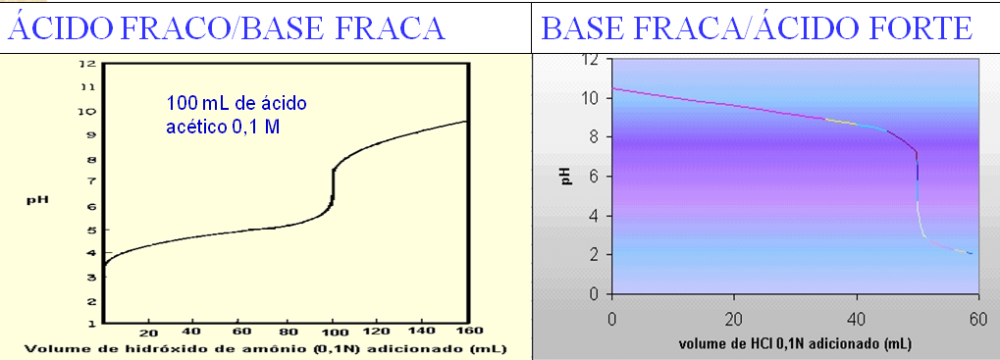 ÁCIDO FRACO/BASE FRACA
12
11
10
9
8
7
6
5
4
3
2
1
pH
100 mL de ácido
acético 0,1 M
20 40 60 80 100 120 140 160
Volume de hidróxido de amônio (0,1N) adicionado (mL)
BASE FRACA/ÁCIDO FORTE
12
10
8
6
4
2
0
pH
0 20 40 60
volume de HCl 0,1N adicionado (mL)